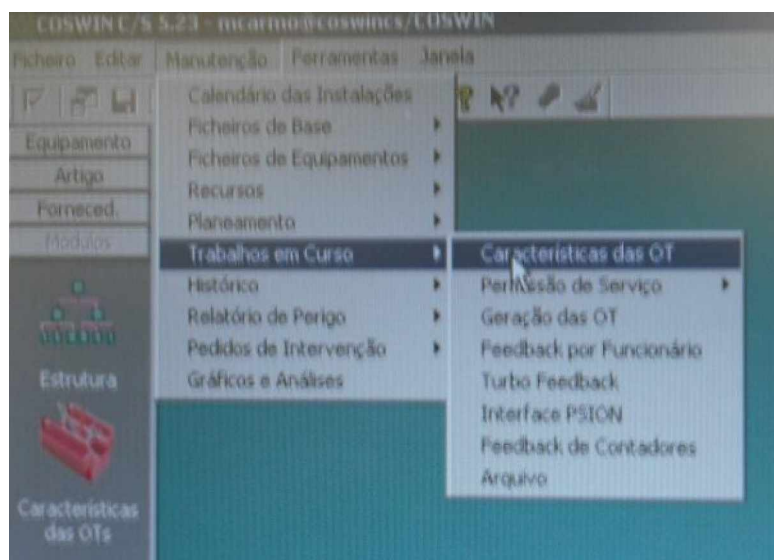 COSWIN C/S 5.23 - mcarmo@coswincs/COSWIN
Ficheiro Editar Manutenção Ferramentas Janela
Calendário das Instalações
Ficheiros de Base
Ficheiros de Equipamentos
Recursos
Planeamento
Trabalhos em Curso
Histórico
Relatório de Perigo
Pedidos de Intervenção
Gráficos e Análises
Equipamento
Artigo
Forneced.
Módulos
Estrutura
Características
das OTs
Características das OT
Permissão de Serviço
Geração das OT
Feedback por Funcionário
Turbo Feedback
Interface PSION
Feedback de Contadores
Arquivo